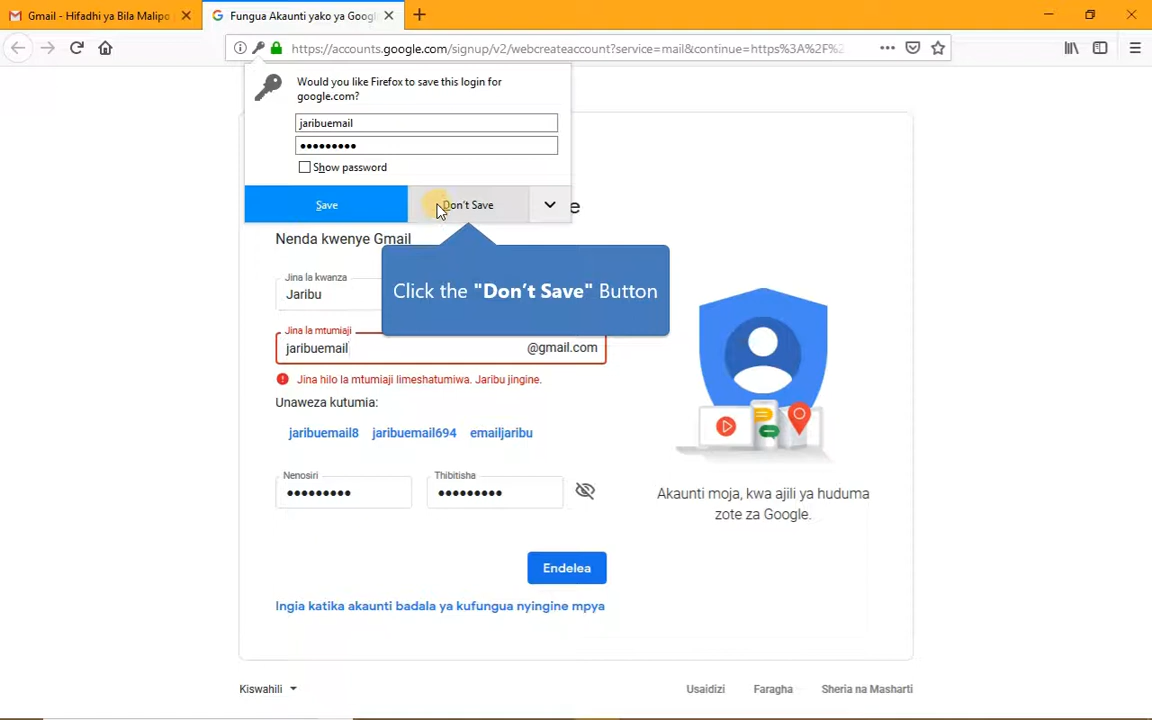 Gmail - Hifadhi ya Bila Malipo
Fungua Akaunti yako ya Googl
https://accounts.google.com/signup/v2/webcreateaccount?service=mail&continue=https%3A%2F%2
Would you like Firefox to save this login for
google.com?
jaribuemail
•••••••••
Show password
Save
Don't Save
e
Click the "Don't Save" Button
Nenda kwenye Gmail
Jina la kwanza
Jaribu
Jina la mtumiaji
jaribuemail
@gmail.com
Jina hilo la mtumiaji limeshatumiwa. Jaribu jingine.
Unaweza kutumia:
jaribuemail8 jaribuemail694 emailjaribu
Nenosiri
•••••••••
Thibitisha
•••••••••
Akaunti moja, kwa ajili ya huduma
zote za Google.
Endelea
Ingia katika akaunti badala ya kufungua nyingine mpya
Kiswahili
Usaidizi
Faragha
Sheria na Masharti